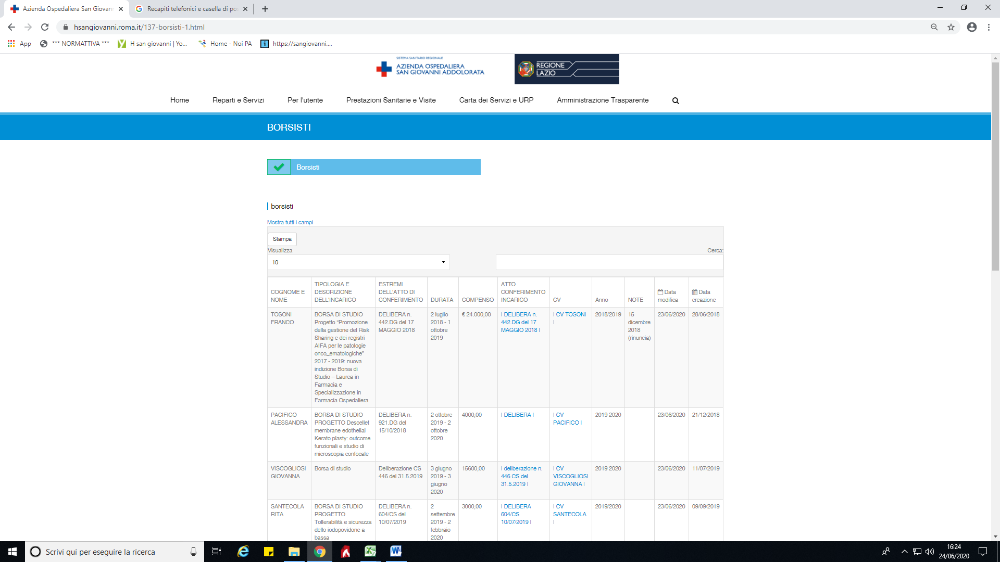 Azienda Ospedaliera San Giovann
Recapiti telefonici e casella di pos
hsangiovanni.roma.it/137-borsisti-1.html
App
*** NORMATTIVA ***
H san giovanni | Yo...
Home - Noi PA
https://sangiovanni....
SISTEMA SANITARIO REGIONALE
AZIENDA OSPEDALIERA
SAN GIOVANNI ADDOLORATA
REGIONE
LAZIO
Home
Reparti e Servizi
Per l'utente
Prestazioni Sanitarie e Visite
Carta dei Servizi e URP
Amministrazione Trasparente
BORSISTI
Borsisti
borsisti
Mostra tutti i campi
Stampa
Visualizza
Cerca:
10
COGNOME E
NOME
TIPOLOGIA E
DESCRIZIONE
DELL'INCARICO
ESTREMI
DELL'ATTO DI
CONFERIMENTO
DURATA
COMPENSO
ATTO
CONFERIMENTO
INCARICO
CV
Anno
NOTE
Data
modifica
Data
creazione
TOSONI
FRANCO
BORSA DI STUDIO
Progetto “Promozione
della gestione del Risk
Sharing e dei registri
AIFA per le patologie
onco_ematologiche”
2017 - 2019: nuova
indizione Borsa di
Studio – Laurea in
Farmacia e
Specializzazione in
Farmacia Ospedaliera
DELIBERA n.
442.DG del 17
MAGGIO 2018
2 luglio
2018 - 1
ottobre
2019
€ 24.000,00
| DELIBERA n.
442.DG del 17
MAGGIO 2018 |
| CV TOSONI
|
2018/2019
15
dicembre
2018
(rinuncia)
23/06/2020
28/06/2018
PACIFICO
ALESSANDRA
BORSA DI STUDIO
PROGETTO Descellet
membrane edothelial
Kerato plasty: outcome
funzionali e studio di
microscopia confocale
DELIBERA n.
921.DG del
15/10/2018
2 ottobre
2019 - 2
ottobre
2020
4000,00
| DELIBERA |
| CV
PACIFICO |
2019 2020
23/06/2020
21/12/2018
VISCOGLIOSI
GIOVANNA
Borsa di studio
Deliberazione CS
446 del 31.5.2019
3 giugno
2019 - 3
giugno
2020
15600,00
| deliberazione n.
446 CS del
31.5.2019 |
| CV
VISCOGLIOSI
GIOVANNA |
2019 2020
23/06/2020
11/07/2019
SANTECOLA
RITA
BORSA DI STUDIO
PROGETTO
Tollerabilità e sicurezza
dello iodopovidone a
bassa
DELIBERA n.
604/CS del
10/07/2019
2
settembre
2019 - 2
febbraio
2020
3000,00
| DELIBERA
604/CS
10/07/2019 |
| CV
SANTECOLA
|
2019/2020
23/06/2020
09/09/2019
Scrivi qui per eseguire la ricerca
16:24
24/06/2020